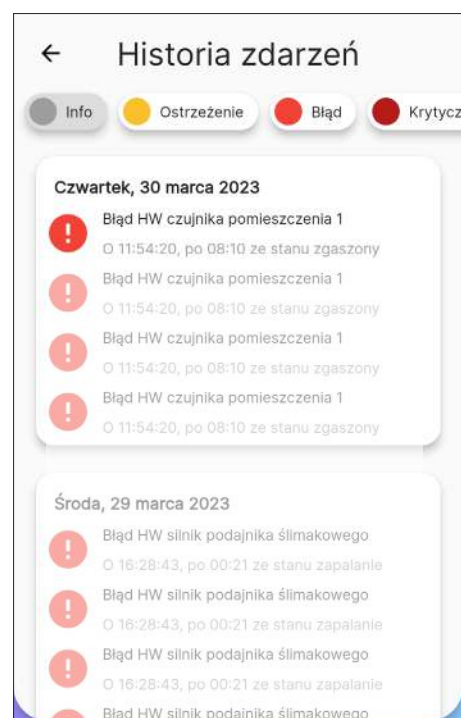 Historia zdarzeń
Info Ostrzeżenie Błąd Krytycz
Czwartek, 30 marca 2023
Błąd HW czujnika pomieszczenia 1
O 11:54:20, po 08:10 ze stanu zgaszony
Błąd HW czujnika pomieszczenia 1
O 11:54:20, po 08:10 ze stanu zgaszony
Błąd HW czujnika pomieszczenia 1
O 11:54:20, po 08:10 ze stanu zgaszony
Błąd HW czujnika pomieszczenia 1
O 11:54:20, po 08:10 ze stanu zgaszony
Środa, 29 marca 2023
Błąd HW silnik podajnika ślimakowego
O 16:28:43, po 00:21 ze stanu zapalanie
Błąd HW silnik podajnika ślimakowego
O 16:28:43, po 00:21 ze stanu zapalanie
Błąd HW silnik podajnika ślimakowego
O 16:28:43, po 00:21 ze stanu zapalanie
Błąd HW silnik podajnika ślimakowego